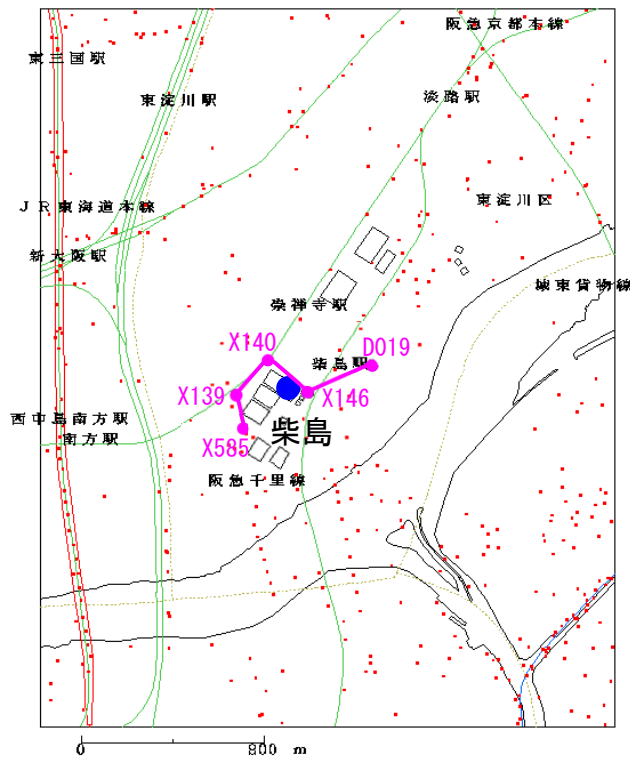 阪急京都本線
東三国駅
東淀川駅
淡路駅
東淀川区
JR東海道本線
新大阪駅
城東貨物線
崇禅寺駅
X140
柴島駅
D019
X139
X146
西中島南方駅
南方駅
X585
柴島
阪急千里線
0 800 m